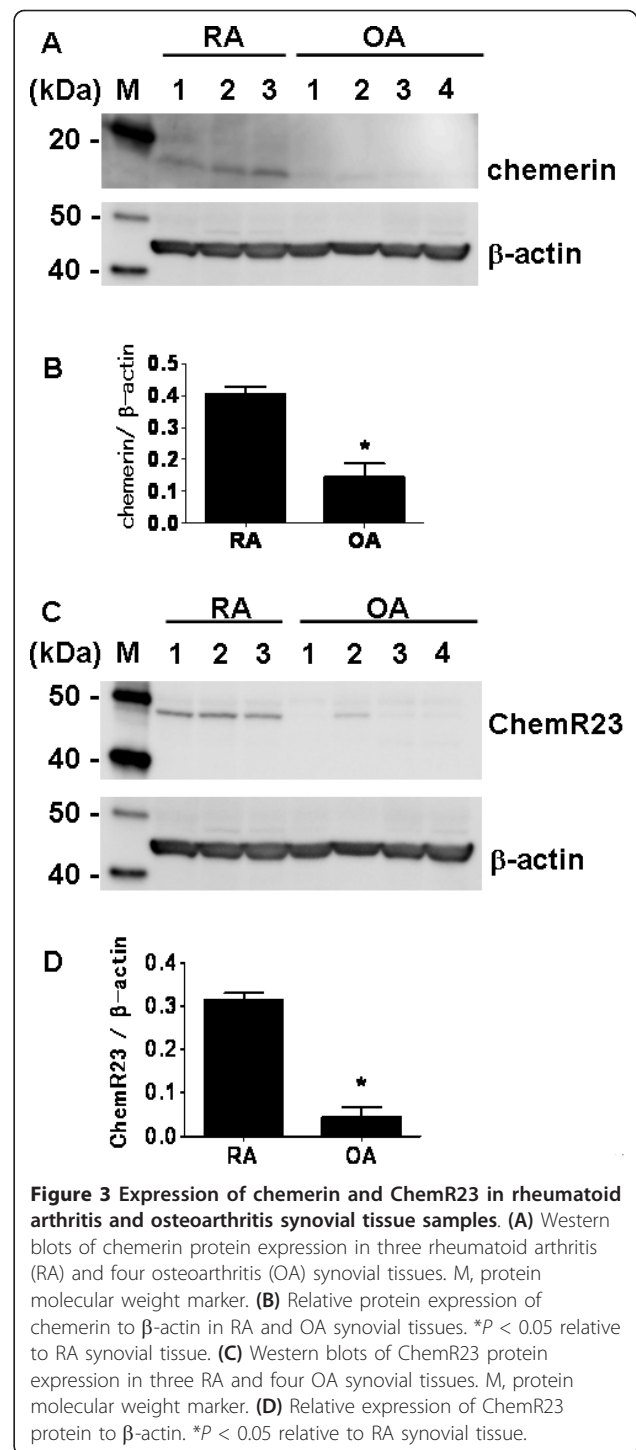 A
RA OA
(kDa) M 1 2 3 1 2 3 4
20 -
chemerin
50 -
β-actin
40 -
B
chemerin/ β-actin
0.5
0.4
0.3
0.2
0.1
0.0
*
RA OA
C
RA OA
(kDa) M 1 2 3 1 2 3 4
50 -
ChemR23
40 -
50 -
β-actin
40 -
D
ChemR23 / β-actin
0.4
0.3
0.2
0.1
0.0
*
RA OA
Figure 3 Expression of chemerin and ChemR23 in rheumatoid
arthritis and osteoarthritis synovial tissue samples. (A) Western
blots of chemerin protein expression in three rheumatoid arthritis
(RA) and four osteoarthritis (OA) synovial tissues. M, protein
molecular weight marker. (B) Relative protein expression of
chemerin to β-actin in RA and OA synovial tissues. *P < 0.05 relative
to RA synovial tissue. (C) Western blots of ChemR23 protein
expression in three RA and four OA synovial tissues. M, protein
molecular weight marker. (D) Relative expression of ChemR23
protein to β-actin. *P < 0.05 relative to RA synovial tissue.